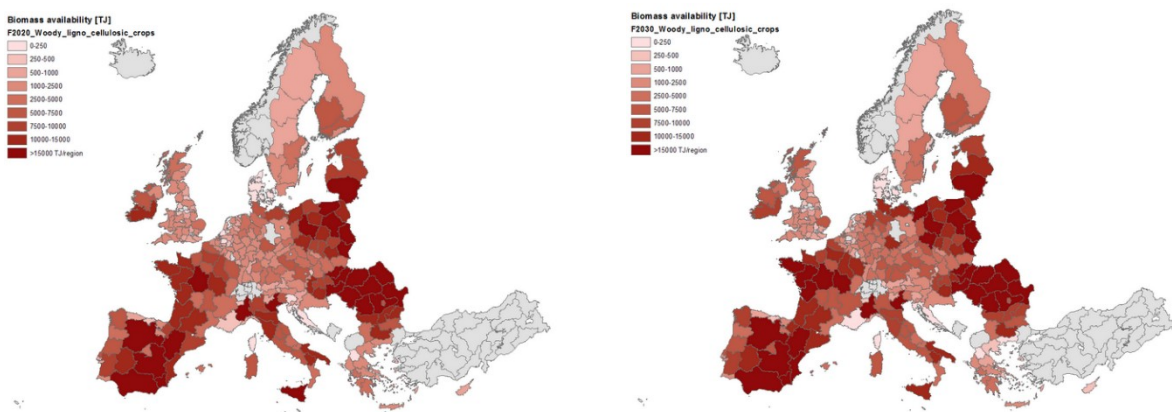 Biomass availability [TJ]
F2020_Woody_ligno_cellulosic_crops
0-250
250-500
500-1000
1000-2500
2500-5000
5000-7500
7500-10000
10000-15000
>15000 TJ/region
Biomass availability [TJ]
F2030_Woody_ligno_cellulosic_crops
0-250
250-500
500-1000
1000-2500
2500-5000
5000-7500
7500-10000
10000-15000
>15000 TJ/region